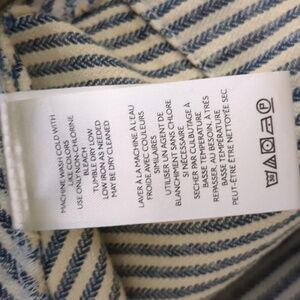 MACHINE WASH COLD WITH
LIKE COLORS
USE ONLY NON-CHLORINE
BLEACH
TUMBLE DRY LOW
LOW IRON AS NEEDED
MAY BE DRY CLEANED
LAVER A LA MACHINE À L'EAU
FROIDE AVEC COULEURS
SIMILAIRES
UTILISER UN AGENT DE
BLANCHIMENT SANS CHLORE
SI NÉCESSAIRE
SÉCHER PAR CULBUTAGE À
BASSE TEMPÉRATURE
REPASSER, AU BESOIN, À TRÈS
BASSE TEMPÉRATURE
PEUT-ÊTRE ÊTRE NETTOYÉE SEC